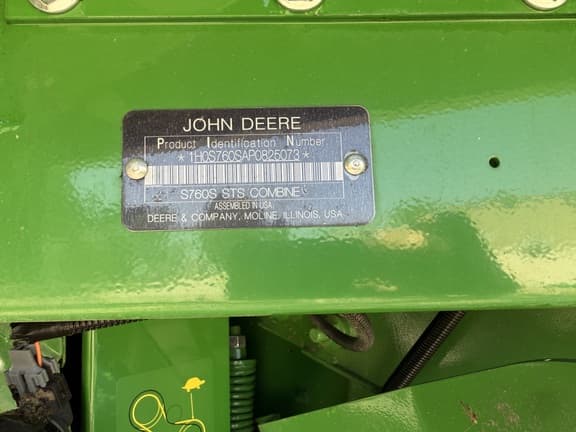 JOHN DEERE
Product Identification Number
*1H0S760SAP0825073*
S760S STS COMBINE
ASSEMBLED IN USA
DEERE & COMPANY, MOLINE, ILLINOIS, USA